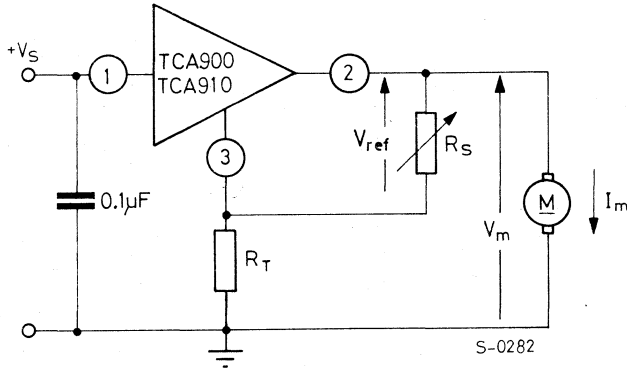 +VS
1
TCA900
TCA910
2
3
Vref
RS
0.1µF
RT
Vm
M
Im
S-0282